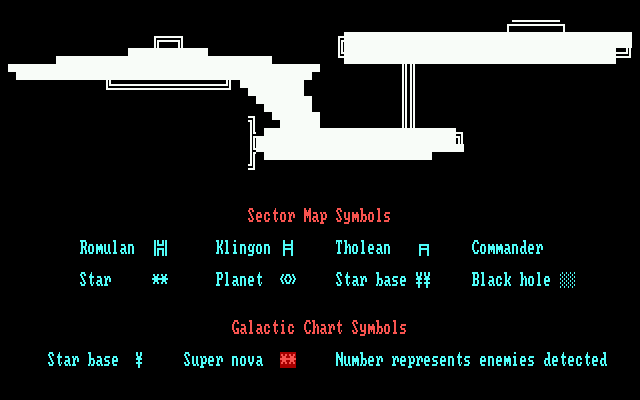 Sector Map Symbols
Romulan |H| Klingon H Tholean Commander
Star ** Planet <o> Star base ¥¥ Black hole ▒▒
Galactic Chart Symbols
Star base ¥ Super nova ** Number represents enemies detected